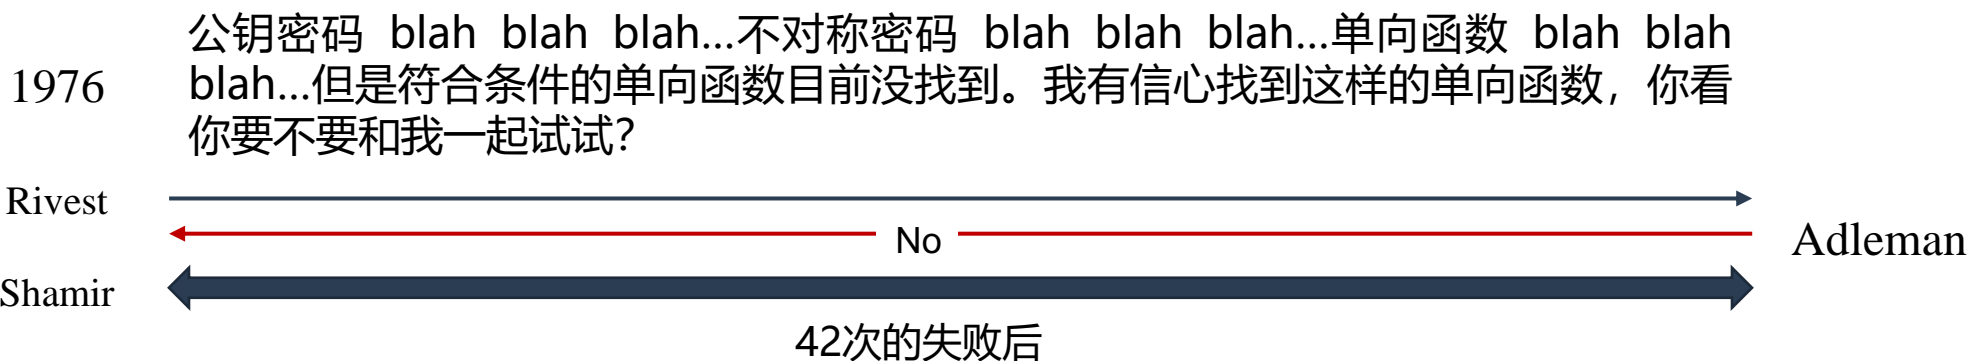 公钥密码 blah blah blah…不对称密码 blah blah blah…单向函数 blah blah
1976
blah…但是符合条件的单向函数目前没找到。我有信心找到这样的单向函数，你看
你要不要和我一起试试？
Rivest
No
Adleman
Shamir
42次的失败后